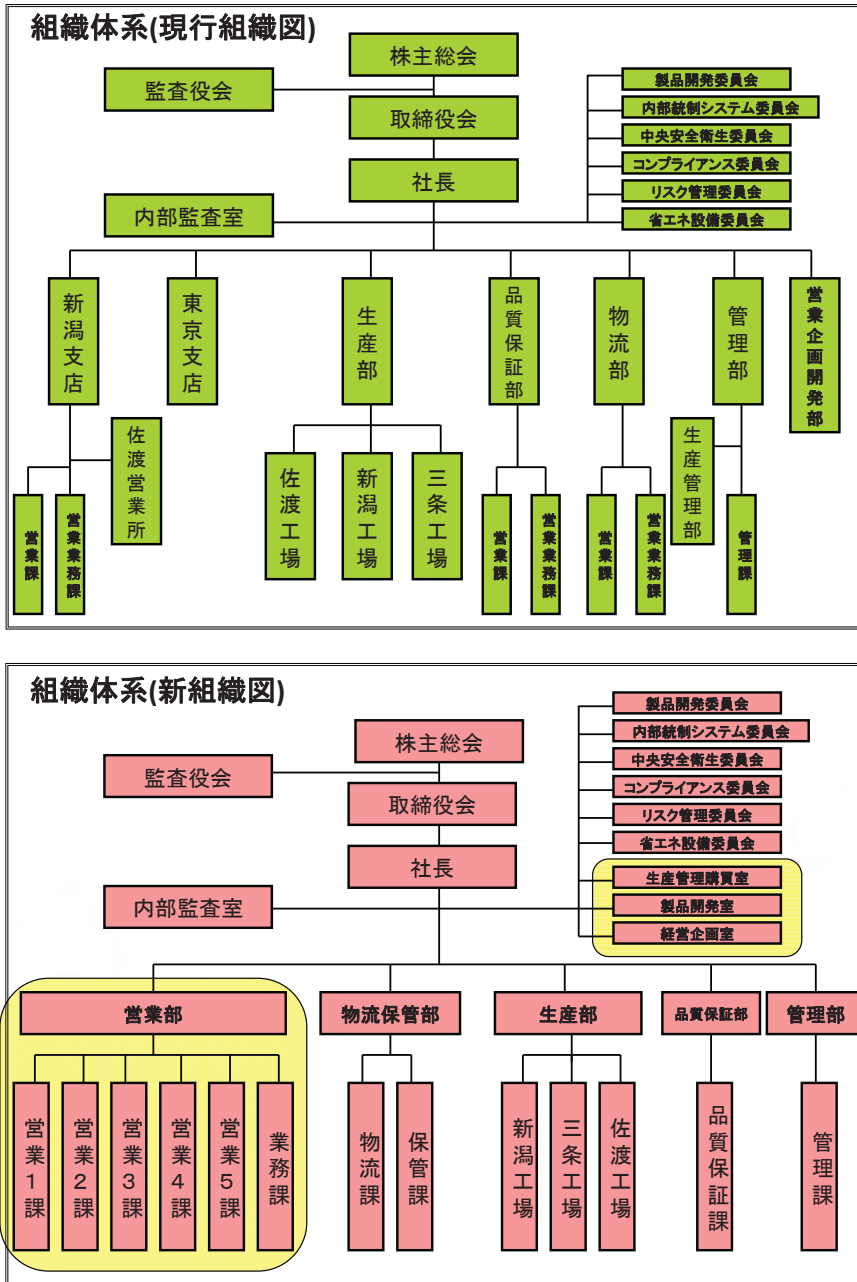 組織体系(現行組織図)
株主総会
監査役会
取締役会
社長
内部監査室
製品開発委員会
内部統制システム委員会
中央安全衛生委員会
コンプライアンス委員会
リスク管理委員会
省エネ設備委員会
新潟支店
東京支店
生産部
品質保証部
物流部
管理部
営業企画開発部
佐渡営業所
営業課
営業業務課
佐渡工場
新潟工場
三条工場
営業課
営業業務課
営業課
営業業務課
生産管理部
管理課
組織体系(新組織図)
株主総会
監査役会
取締役会
社長
内部監査室
製品開発委員会
内部統制システム委員会
中央安全衛生委員会
コンプライアンス委員会
リスク管理委員会
省エネ設備委員会
生産管理購買室
製品開発室
経営企画室
営業部
物流保管部
生産部
品質保証部
管理部
営業1課
営業2課
営業3課
営業4課
営業5課
業務課
物流課
保管課
新潟工場
三条工場
佐渡工場
品質保証課
管理課